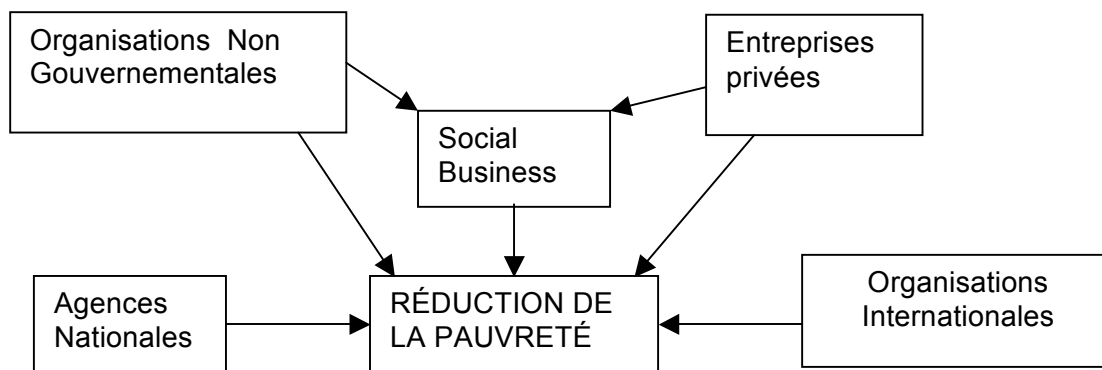 Organisations Non
Gouvernementales
Entreprises
privées
Social
Business
Agences
Nationales
RÉDUCTION DE
LA PAUVRETÉ
Organisations
Internationales